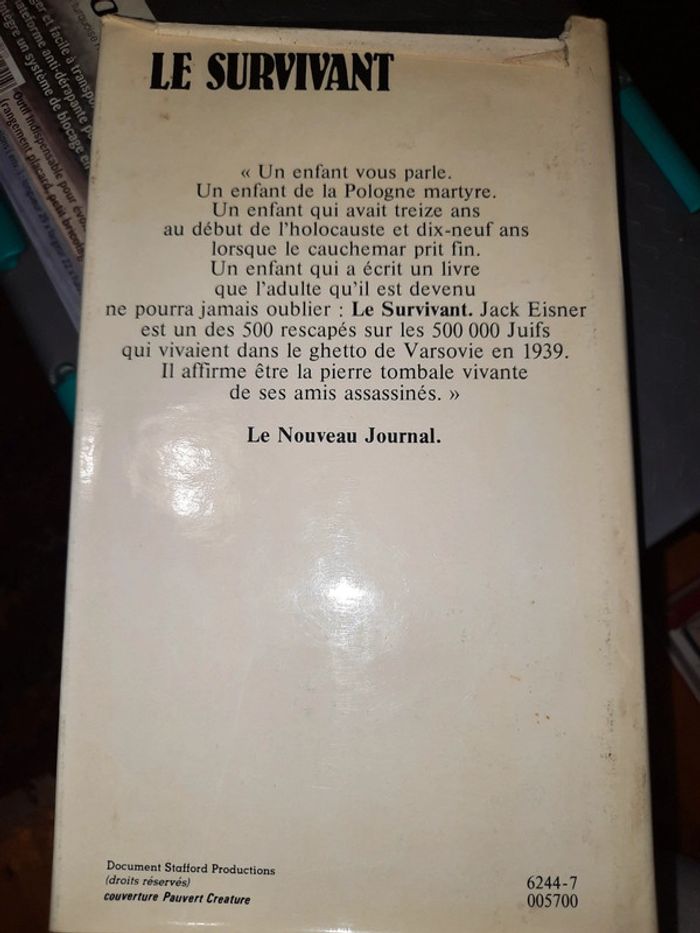 LE SURVIVANT
« Un enfant vous parle.
Un enfant de la Pologne martyre.
Un enfant qui avait treize ans
au début de l'holocauste et dix-neuf ans
lorsque le cauchemar prit fin.
Un enfant qui a écrit un livre
que l'adulte qu'il est devenu
ne pourra jamais oublier : Le Survivant. Jack Eisner
est un des 500 rescapés sur les 500 000 Juifs
qui vivaient dans le ghetto de Varsovie en 1939.
Il affirme être la pierre tombale vivante
de ses amis assassinés. »
Le Nouveau Journal.
Document Stafford Productions
(droits réservés)
couverture Pauvert Creature
6244-7
005700